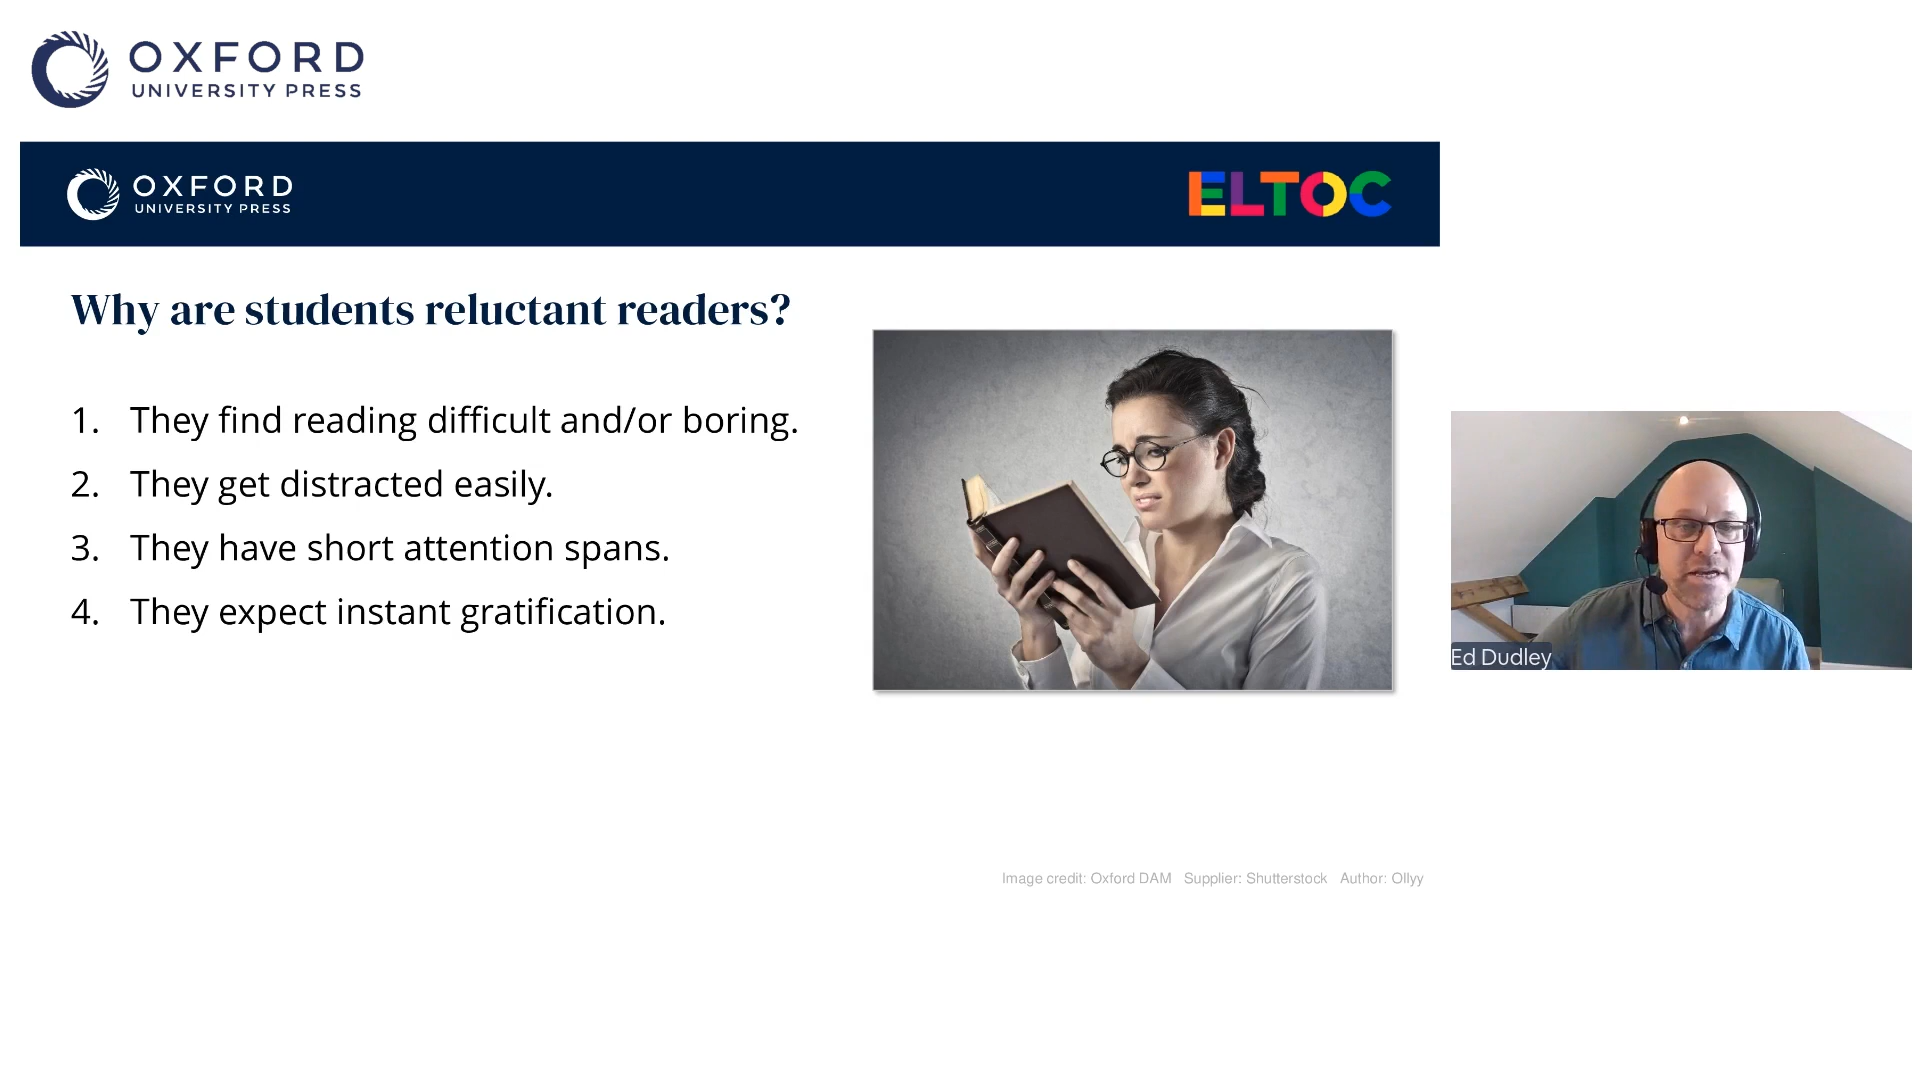 OXFORD
UNIVERSITY PRESS
OXFORD
UNIVERSITY PRESS
ELTOC
Why are students reluctant readers?
1. They find reading difficult and/or boring.
2. They get distracted easily.
3. They have short attention spans.
4. They expect instant gratification.
Ed Dudley
Image credit: Oxford DAM Supplier: Shutterstock Author: Ollyy